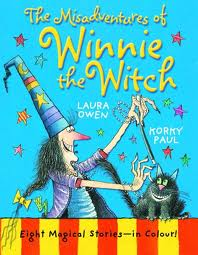 The Misadventures of
Winnie
the Witch
LAURA
OWEN
KORKY
PAUL
Eight Magical Stories—in Colour!